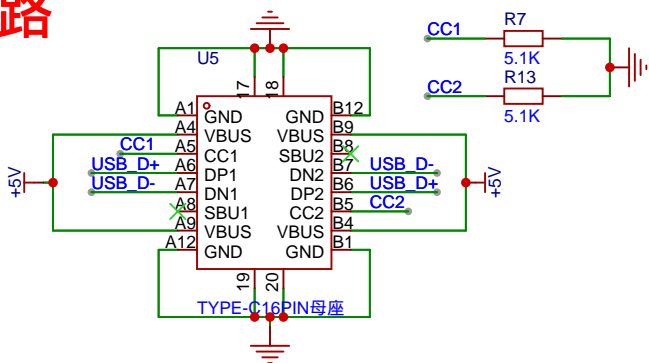 路
U5
17
18
A1
GND
GND
B12
A4
VBUS
VBUS
B9
CC1
A5
CC1
SBU2
B8
USB_D+
A6
DP1
DN2
B7
USB_D-
USB_D-
A7
DN1
DP2
B6
USB_D+
A8
SBU1
CC2
B5
CC2
A9
VBUS
VBUS
B4
A12
GND
GND
B1
19
20
TYPE-C16PIN母座
+5V
+5V
CC1
R7
5.1K
CC2
R13
5.1K